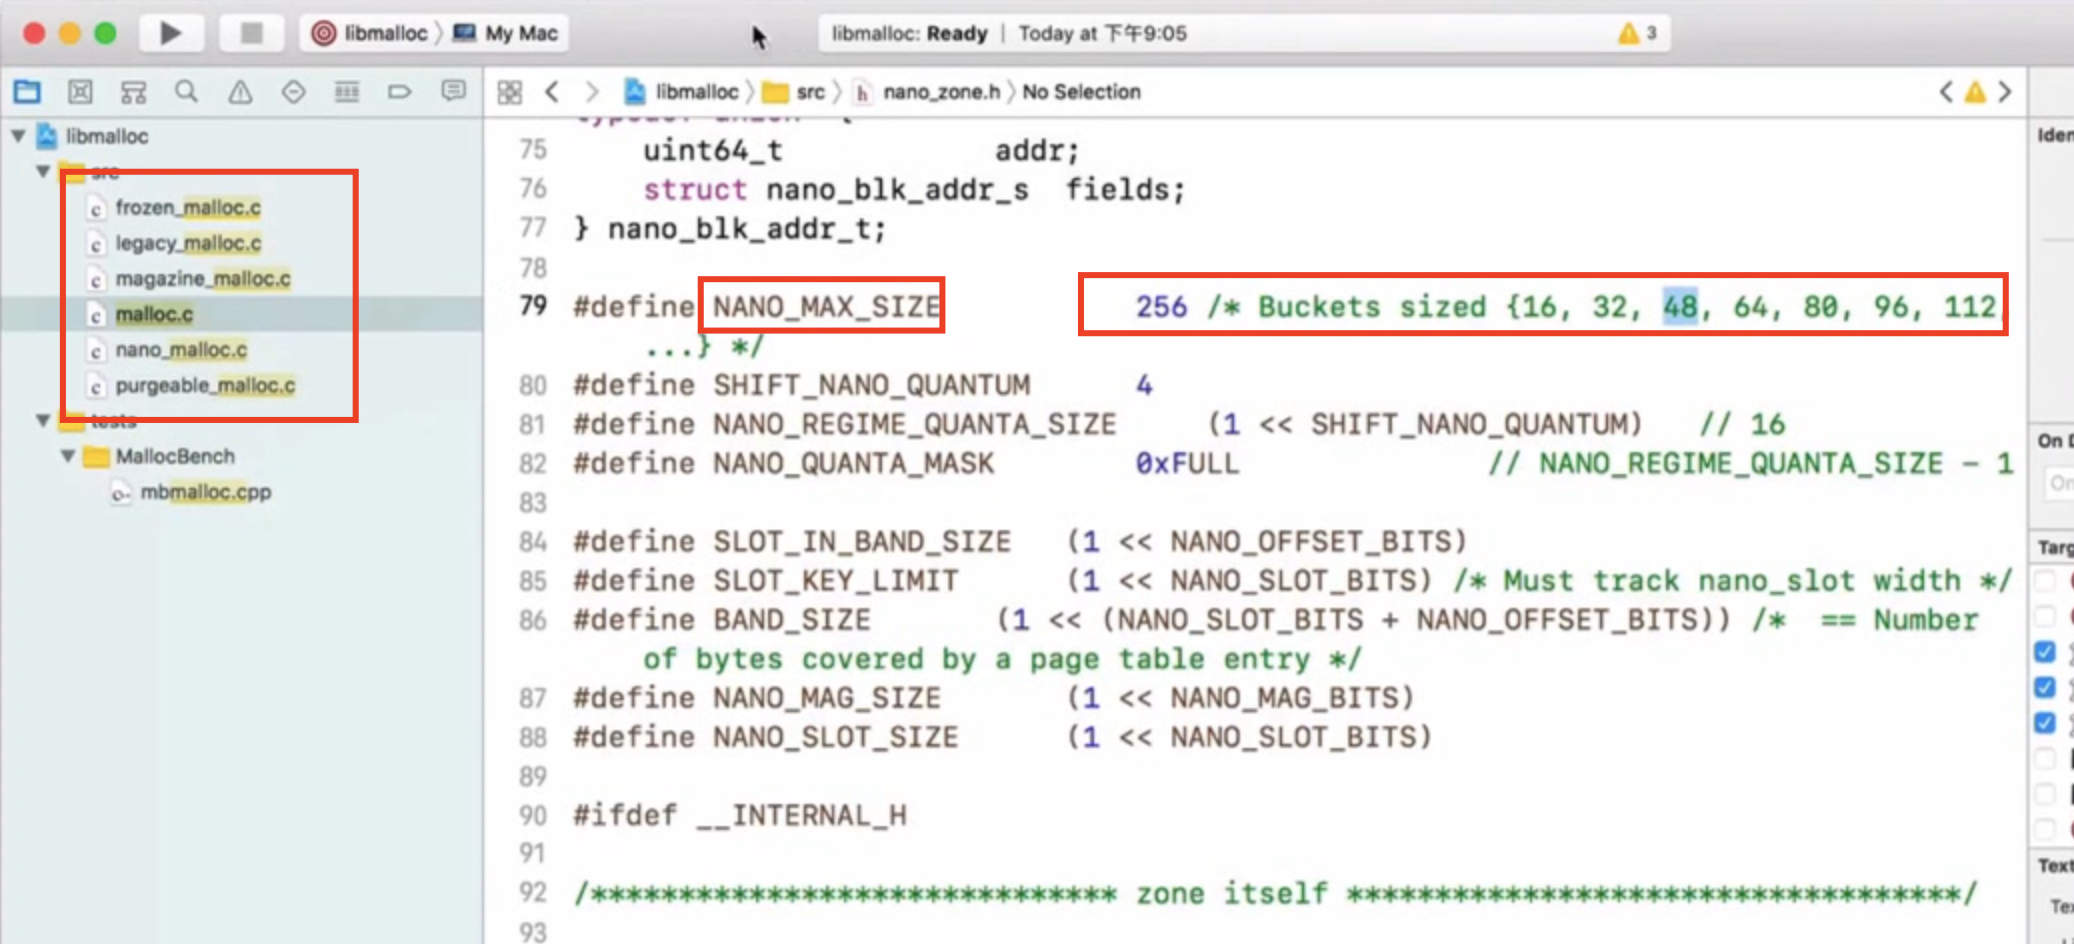 libmalloc 〉 My Mac
libmalloc: Ready | Today at 下午9:05
3
libmalloc 〉 src 〉 h nano_zone.h 〉 No Selection
libmalloc
src
c frozen_malloc.c
c legacy_malloc.c
c magazine_malloc.c
c malloc.c
c nano_malloc.c
c purgeable_malloc.c
tests
MallocBench
mbmalloc.cpp
typedef union {
75 uint64_t addr;
76 struct nano_blk_addr_s fields;
77 } nano_blk_addr_t;
78
79 #define NANO_MAX_SIZE 256 /* Buckets sized {16, 32, 48, 64, 80, 96, 112,
...} */
80 #define SHIFT_NANO_QUANTUM 4
81 #define NANO_REGIME_QUANTA_SIZE (1 << SHIFT_NANO_QUANTUM) // 16
82 #define NANO_QUANTA_MASK 0xFULL // NANO_REGIME_QUANTA_SIZE - 1
83
84 #define SLOT_IN_BAND_SIZE (1 << NANO_OFFSET_BITS)
85 #define SLOT_KEY_LIMIT (1 << NANO_SLOT_BITS) /* Must track nano_slot width */
86 #define BAND_SIZE (1 << (NANO_SLOT_BITS + NANO_OFFSET_BITS)) /* == Number
of bytes covered by a page table entry */
87 #define NANO_MAG_SIZE (1 << NANO_MAG_BITS)
88 #define NANO_SLOT_SIZE (1 << NANO_SLOT_BITS)
89
90 #ifdef __INTERNAL_H
91
92 /****************************** zone itself ***********************************/
93
Iden
On D
On
Targ
Text
Te